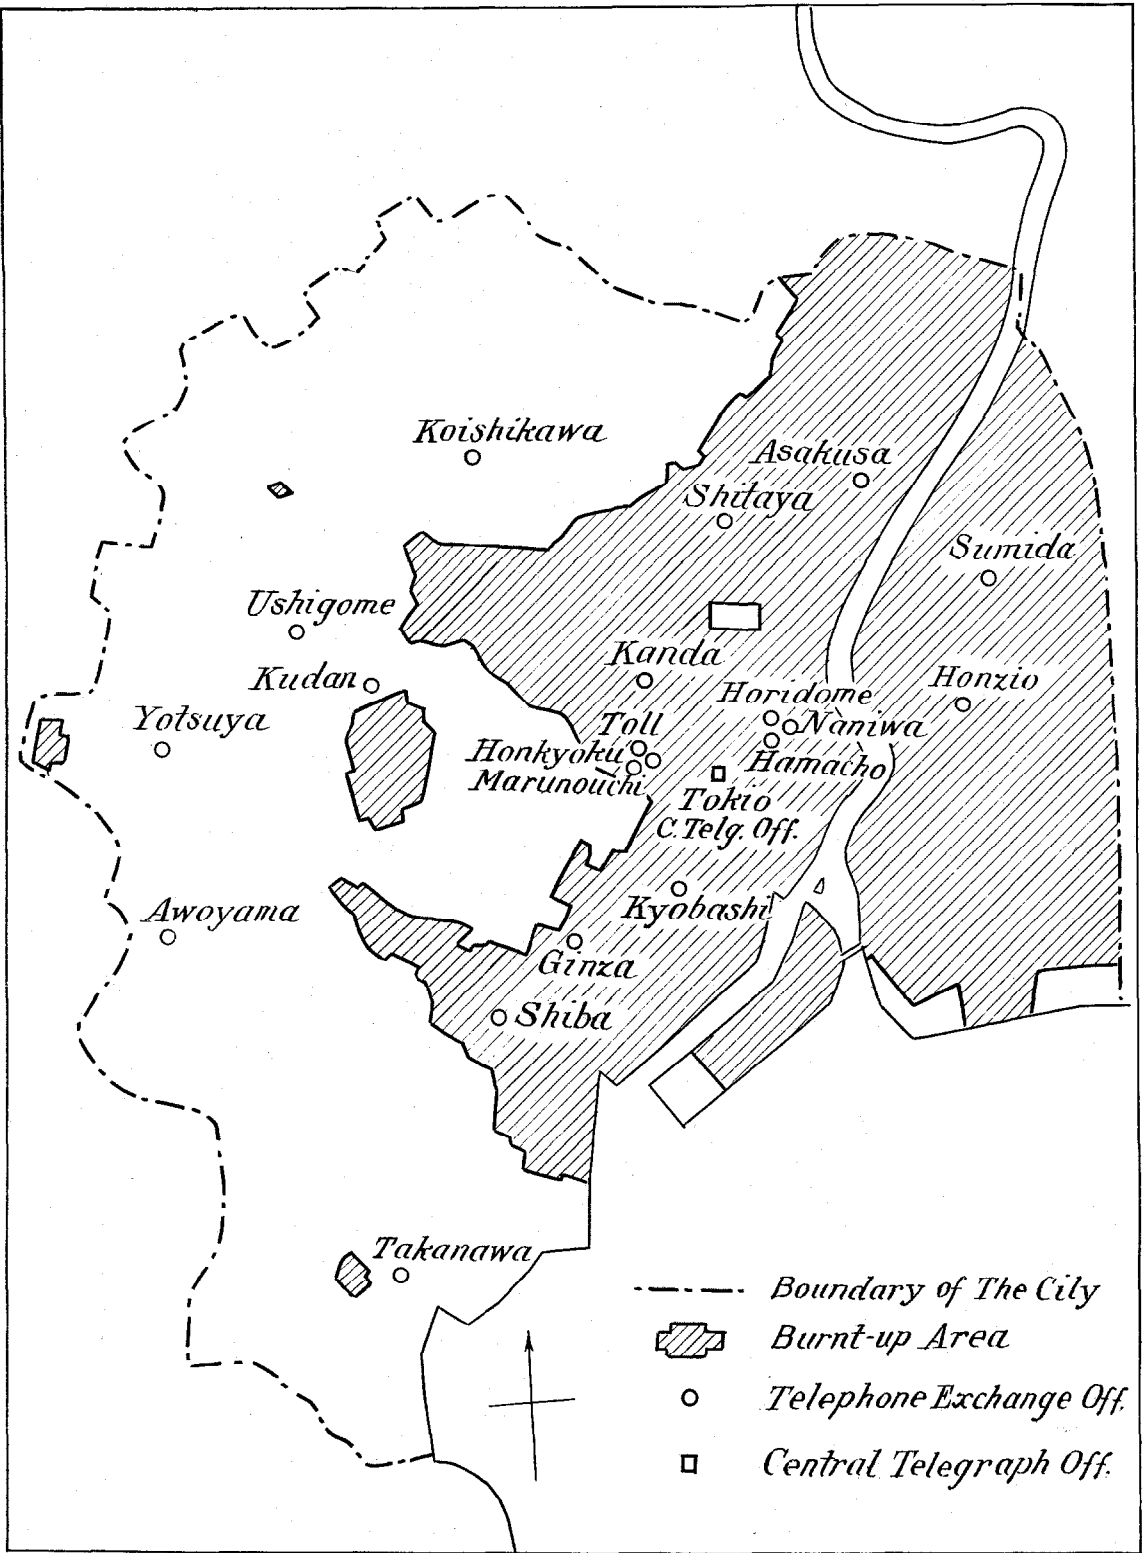 Koishikawa
Asakusa
Shitaya
Sumida
Ushigome
Kanda
Kudan
Honzio
Horidome
Yotsuya
Toll
Naniwa
Honkyoku
Hamacho
Marunouchi
Tokio
C. Telg. Off.
Awoyama
Kyobashi
Ginza
Shiba
Takanawa
Boundary of The City
Burnt-up Area
Telephone Exchange Off.
Central Telegraph Off.